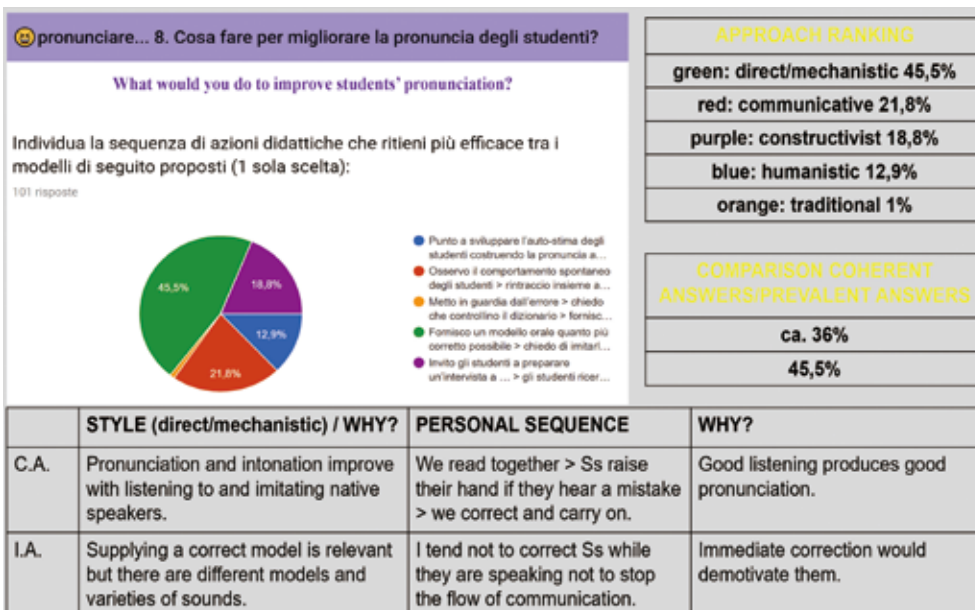 pronunciare... 8. Cosa fare per migliorare la pronuncia degli studenti?
What would you do to improve students' pronunciation?
Individua la sequenza di azioni didattiche che ritieni più efficace tra i
modelli di seguito proposti (1 sola scelta):
101 risposte
45,5%
18,8%
12,9%
21,8%
Punto a sviluppare l'auto-stima degli
studenti costruendo la pronuncia a...
Osservo il comportamento spontaneo
degli studenti > rintraccio insieme a...
Metto in guardia dall'errore > chiedo
che controllino il dizionario > fornisc...
Fornisco un modello orale quanto più
corretto possibile > chiedo di imitarl...
Invito gli studenti a preparare
un'intervista a ... > gli studenti ricer...
APPROACH RANKING
green: direct/mechanistic 45,5%
red: communicative 21,8%
purple: constructivist 18,8%
blue: humanistic 12,9%
orange: traditional 1%
COMPARISON COHERENT
ANSWERS/PREVALENT ANSWERS
ca. 36%
45,5%
STYLE (direct/mechanistic) / WHY?
PERSONAL SEQUENCE
WHY?
C.A.
Pronunciation and intonation improve
with listening to and imitating native
speakers.
We read together > Ss raise
their hand if they hear a mistake
> we correct and carry on.
Good listening produces good
pronunciation.
I.A.
Supplying a correct model is relevant
but there are different models and
varieties of sounds.
I tend not to correct Ss while
they are speaking not to stop
the flow of communication.
Immediate correction would
demotivate them.